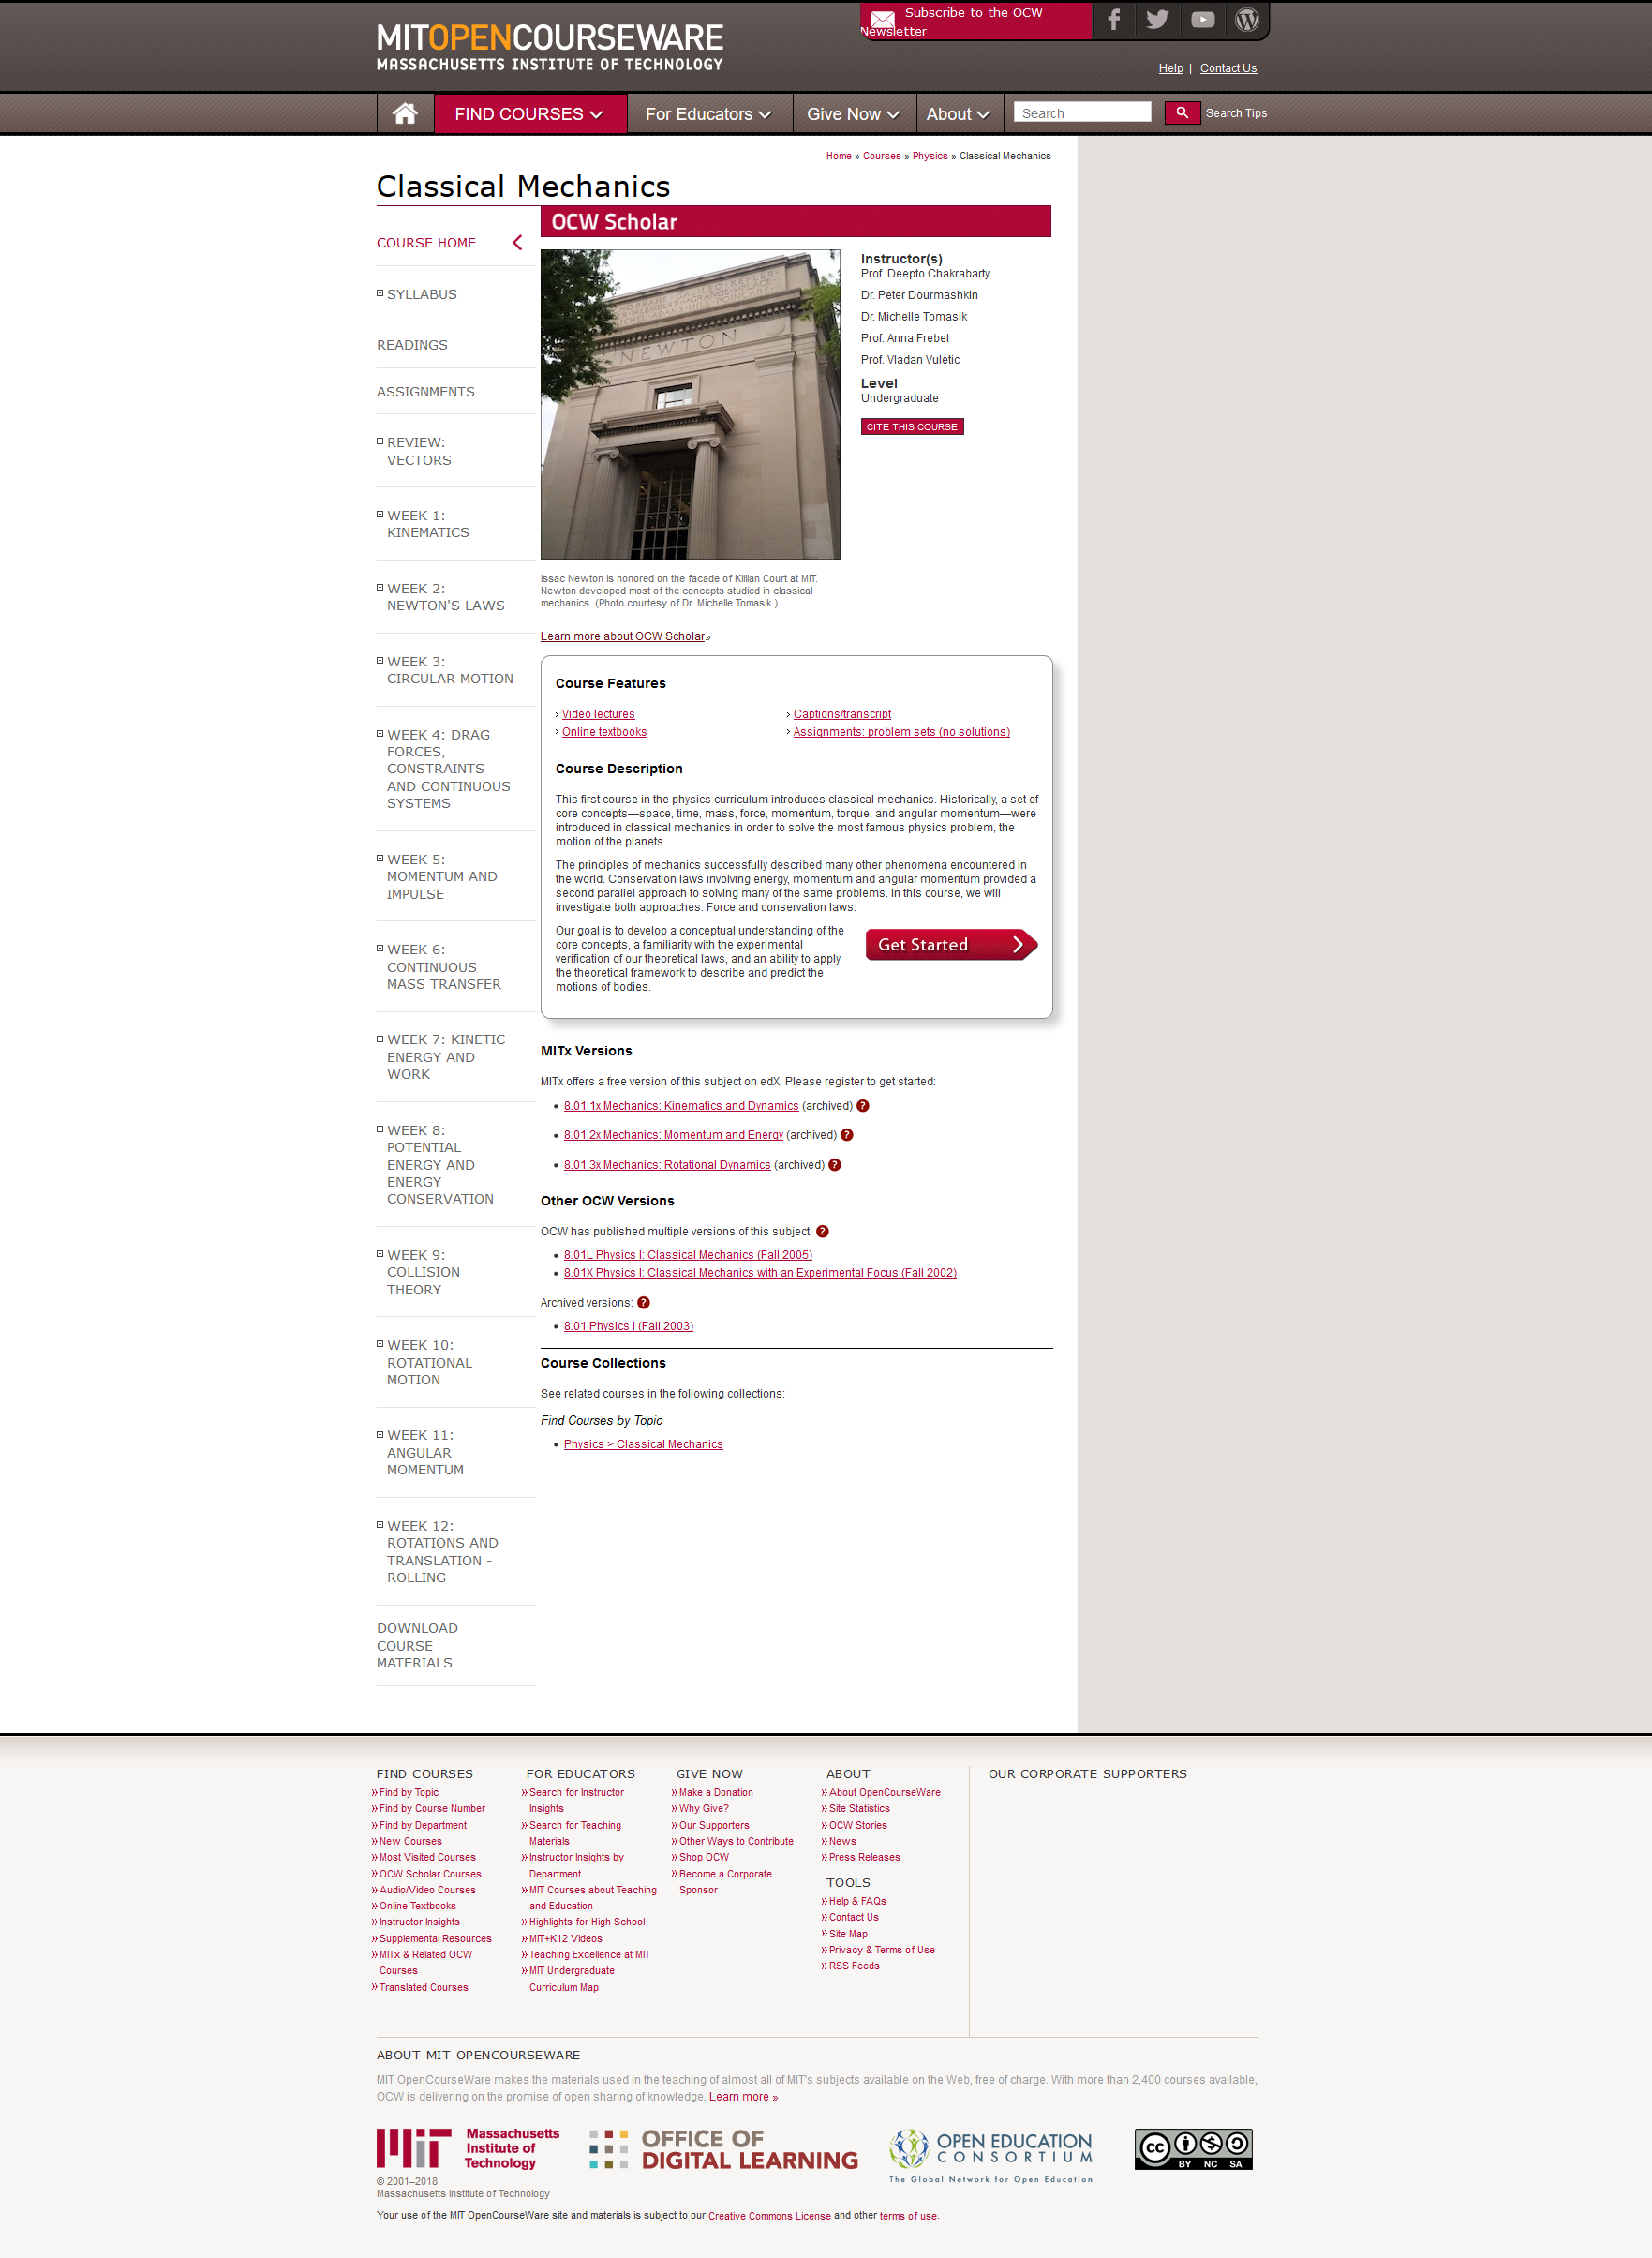 MITOPENCOURSEWARE
MASSACHUSETTS INSTITUTE OF TECHNOLOGY
Subscribe to the OCW
Newsletter
Help | Contact Us
FIND COURSES
For Educators
Give Now
About
Search
Search Tips
Home » Courses » Physics » Classical Mechanics
Classical Mechanics
OCW Scholar
COURSE HOME
SYLLABUS
READINGS
ASSIGNMENTS
REVIEW:
VECTORS
WEEK 1:
KINEMATICS
WEEK 2:
NEWTON'S LAWS
WEEK 3:
CIRCULAR MOTION
WEEK 4: DRAG
FORCES,
CONSTRAINTS
AND CONTINUOUS
SYSTEMS
WEEK 5:
MOMENTUM AND
IMPULSE
WEEK 6:
CONTINUOUS
MASS TRANSFER
WEEK 7: KINETIC
ENERGY AND
WORK
WEEK 8:
POTENTIAL
ENERGY AND
ENERGY
CONSERVATION
WEEK 9:
COLLISION
THEORY
WEEK 10:
ROTATIONAL
MOTION
WEEK 11:
ANGULAR
MOMENTUM
WEEK 12:
ROTATIONS AND
TRANSLATION -
ROLLING
DOWNLOAD
COURSE
MATERIALS
NEWTON
Instructor(s)
Prof. Deepto Chakrabarty
Dr. Peter Dourmashkin
Dr. Michelle Tomasik
Prof. Anna Frebel
Prof. Vladan Vuletic
Level
Undergraduate
CITE THIS COURSE
Issac Newton is honored on the facade of Killian Court at MIT.
Newton developed most of the concepts studied in classical
mechanics. (Photo courtesy of Dr. Michelle Tomasik.)
Learn more about OCW Scholar»
Course Features
› Video lectures
› Captions/transcript
› Online textbooks
› Assignments: problem sets (no solutions)
Course Description
This first course in the physics curriculum introduces classical mechanics. Historically, a set of
core concepts—space, time, mass, force, momentum, torque, and angular momentum—were
introduced in classical mechanics in order to solve the most famous physics problem, the
motion of the planets.
The principles of mechanics successfully described many other phenomena encountered in
the world. Conservation laws involving energy, momentum and angular momentum provided a
second parallel approach to solving many of the same problems. In this course, we will
investigate both approaches: Force and conservation laws.
Our goal is to develop a conceptual understanding of the
core concepts, a familiarity with the experimental
verification of our theoretical laws, and an ability to apply
the theoretical framework to describe and predict the
motions of bodies.
Get Started
MITx Versions
MITx offers a free version of this subject on edX. Please register to get started:
• 8.01.1x Mechanics: Kinematics and Dynamics (archived) ?
• 8.01.2x Mechanics: Momentum and Energy (archived) ?
• 8.01.3x Mechanics: Rotational Dynamics (archived) ?
Other OCW Versions
OCW has published multiple versions of this subject. ?
• 8.01L Physics I: Classical Mechanics (Fall 2005)
• 8.01X Physics I: Classical Mechanics with an Experimental Focus (Fall 2002)
Archived versions: ?
• 8.01 Physics I (Fall 2003)
Course Collections
See related courses in the following collections:
Find Courses by Topic
• Physics > Classical Mechanics
FIND COURSES
» Find by Topic
» Find by Course Number
» Find by Department
» New Courses
» Most Visited Courses
» OCW Scholar Courses
» Audio/Video Courses
» Online Textbooks
» Instructor Insights
» Supplemental Resources
» MITx & Related OCW
Courses
» Translated Courses
FOR EDUCATORS
» Search for Instructor
Insights
» Search for Teaching
Materials
» Instructor Insights by
Department
» MIT Courses about Teaching
and Education
» Highlights for High School
» MIT+K12 Videos
» Teaching Excellence at MIT
» MIT Undergraduate
Curriculum Map
GIVE NOW
» Make a Donation
» Why Give?
» Our Supporters
» Other Ways to Contribute
» Shop OCW
» Become a Corporate
Sponsor
ABOUT
» About OpenCourseWare
» Site Statistics
» OCW Stories
» News
» Press Releases
TOOLS
» Help & FAQs
» Contact Us
» Site Map
» Privacy & Terms of Use
» RSS Feeds
OUR CORPORATE SUPPORTERS
ABOUT MIT OPENCOURSEWARE
MIT OpenCourseWare makes the materials used in the teaching of almost all of MIT's subjects available on the Web, free of charge. With more than 2,400 courses available,
OCW is delivering on the promise of open sharing of knowledge. Learn more »
MIT
Massachusetts
Institute of
Technology
OFFICE OF
DIGITAL LEARNING
OPEN EDUCATION
CONSORTIUM
The Global Network for Open Education
cc
BY NC SA
© 2001–2018
Massachusetts Institute of Technology
Your use of the MIT OpenCourseWare site and materials is subject to our Creative Commons License and other terms of use.